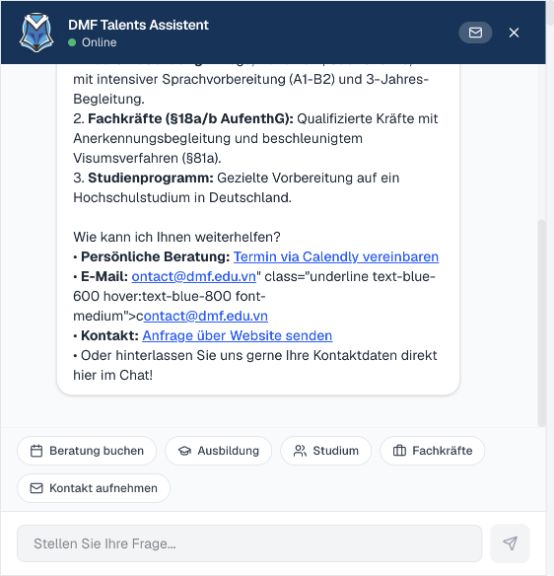 DMF Talents Assistent
Online
mit intensiver Sprachvorbereitung (A1-B2) und 3-Jahres-
Begleitung.
2. Fachkräfte (§18a/b AufenthG): Qualifizierte Kräfte mit
Anerkennungsbegleitung und beschleunigtem
Visumsverfahren (§81a).
3. Studienprogramm: Gezielte Vorbereitung auf ein
Hochschulstudium in Deutschland.
Wie kann ich Ihnen weiterhelfen?
• Persönliche Beratung: Termin via Calendly vereinbaren
• E-Mail: ontact@dmf.edu.vn" class="underline text-blue-
600 hover:text-blue-800 font-
medium">contact@dmf.edu.vn
• Kontakt: Anfrage über Website senden
• Oder hinterlassen Sie uns gerne Ihre Kontaktdaten direkt
hier im Chat!
Beratung buchen
Ausbildung
Studium
Fachkräfte
Kontakt aufnehmen
Stellen Sie Ihre Frage...